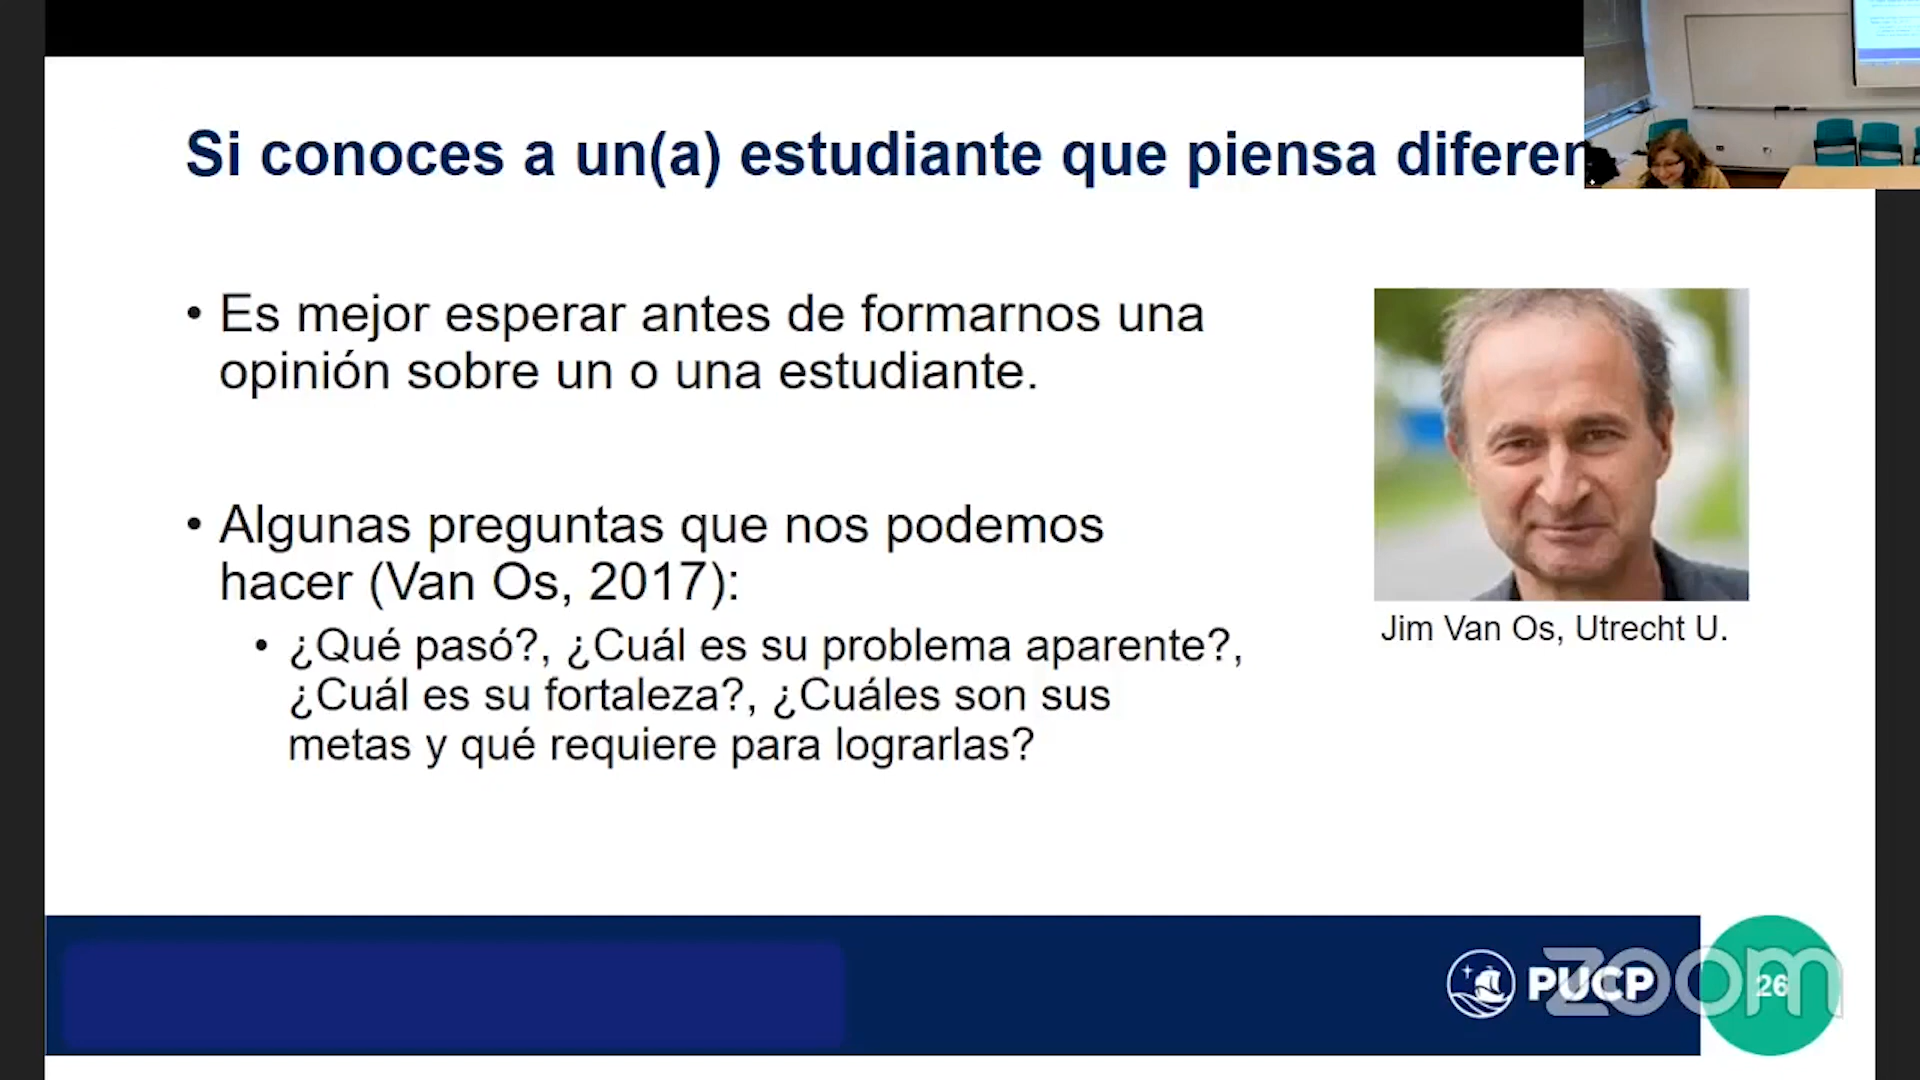 Si conoces a un(a) estudiante que piensa diferen
• Es mejor esperar antes de formarnos una
opinión sobre un o una estudiante.
• Algunas preguntas que nos podemos
hacer (Van Os, 2017):
• ¿Qué pasó?, ¿Cuál es su problema aparente?,
¿Cuál es su fortaleza?, ¿Cuáles son sus
metas y qué requiere para lograrlas?
Jim Van Os, Utrecht U.
PUCP
zoom
26